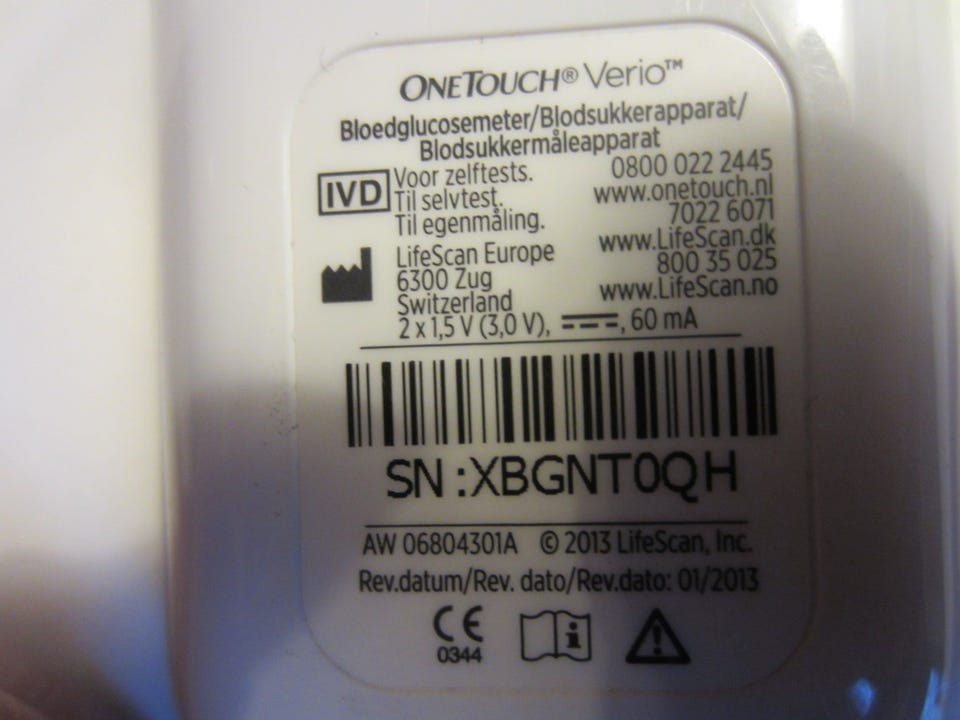 ONETOUCH® Verio™
Bloedglucosemeter/Blodsukkerapparat/
Blodsukkermåleapparat
IVD
Voor zelftests.
Til selvtest.
Til egenmåling.
0800 022 2445
www.onetouch.nl
7022 6071
www.LifeScan.dk
800 35 025
www.LifeScan.no
LifeScan Europe
6300 Zug
Switzerland
2 x 1,5 V (3,0 V), ⎓, 60 mA
SN:XBGNT0QH
AW 06804301A © 2013 LifeScan, Inc.
Rev.datum/Rev. dato/Rev.dato: 01/2013
CE
0344